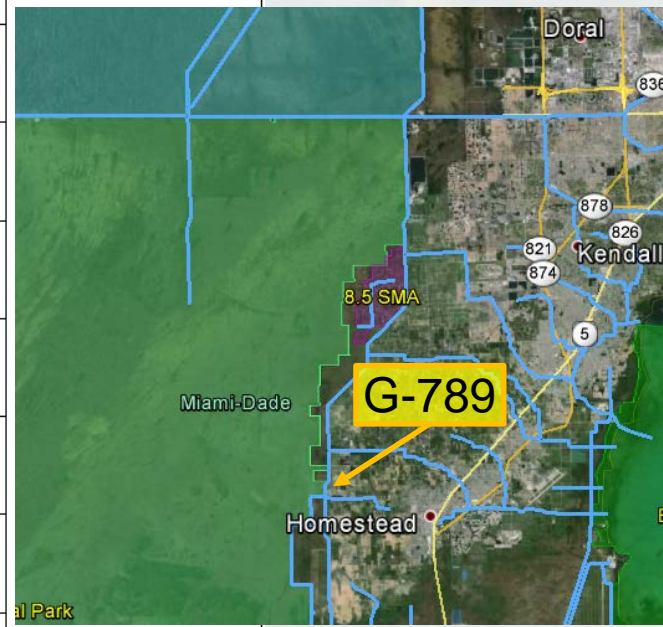 Doral
836
878
826
821
Kendall
874
8.5 SMA
5
Miami-Dade
G-789
Homestead
al Park